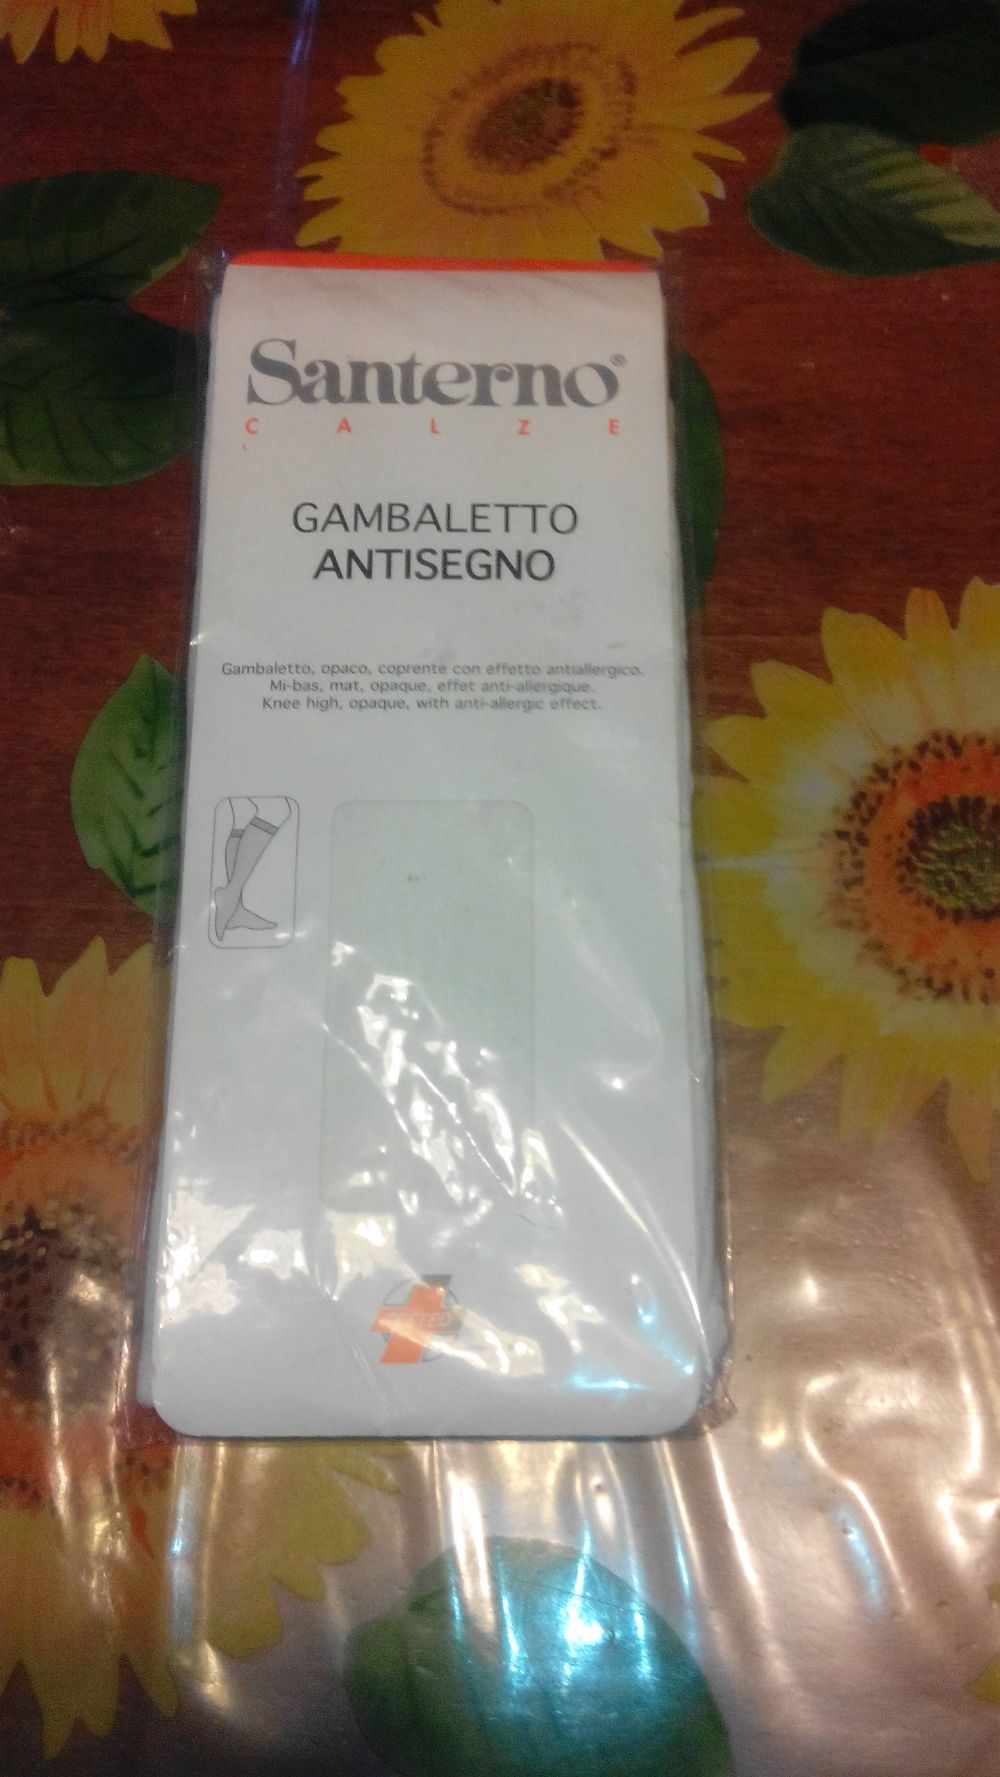 Santerno®
CALZE
GAMBALETTO
ANTISEGNO
Gambaletto, opaco, coprente con effetto antiallergico.
Mi-bas, mat, opaque, effet anti-allergique.
Knee high, opaque, with anti-allergic effect.